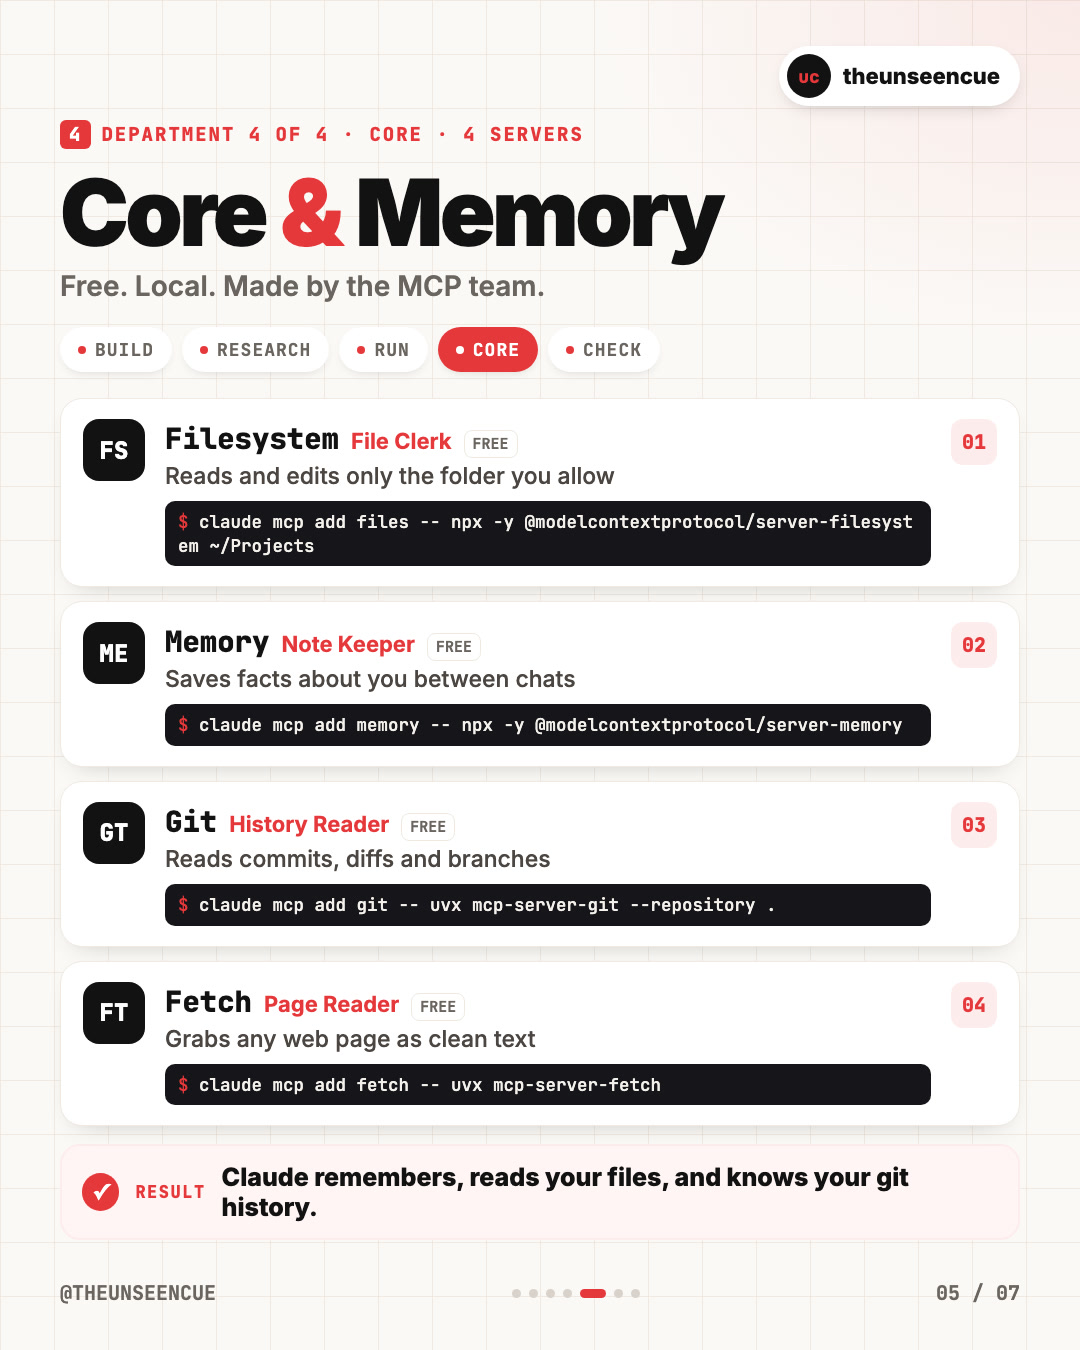 uc theunseencue
4 DEPARTMENT 4 OF 4 · CORE · 4 SERVERS
Core & Memory
Free. Local. Made by the MCP team.
BUILD RESEARCH RUN CORE CHECK
FS Filesystem File Clerk FREE 01
Reads and edits only the folder you allow
$ claude mcp add files -- npx -y @modelcontextprotocol/server-filesyst
em ~/Projects
ME Memory Note Keeper FREE 02
Saves facts about you between chats
$ claude mcp add memory -- npx -y @modelcontextprotocol/server-memory
GT Git History Reader FREE 03
Reads commits, diffs and branches
$ claude mcp add git -- uvx mcp-server-git --repository .
FT Fetch Page Reader FREE 04
Grabs any web page as clean text
$ claude mcp add fetch -- uvx mcp-server-fetch
RESULT Claude remembers, reads your files, and knows your git
history.
@THEUNSEENCUE 05 / 07